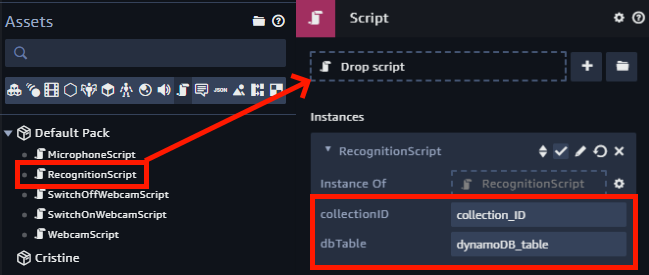 Assets
JSON
Default Pack
MicrophoneScript
RecognitionScript
SwitchOffWebcamScript
SwitchOnWebcamScript
WebcamScript
Cristine
Script
Drop script
Instances
RecognitionScript
Instance Of
RecognitionScript
collectionID
collection_ID
dbTable
dynamoDB_table